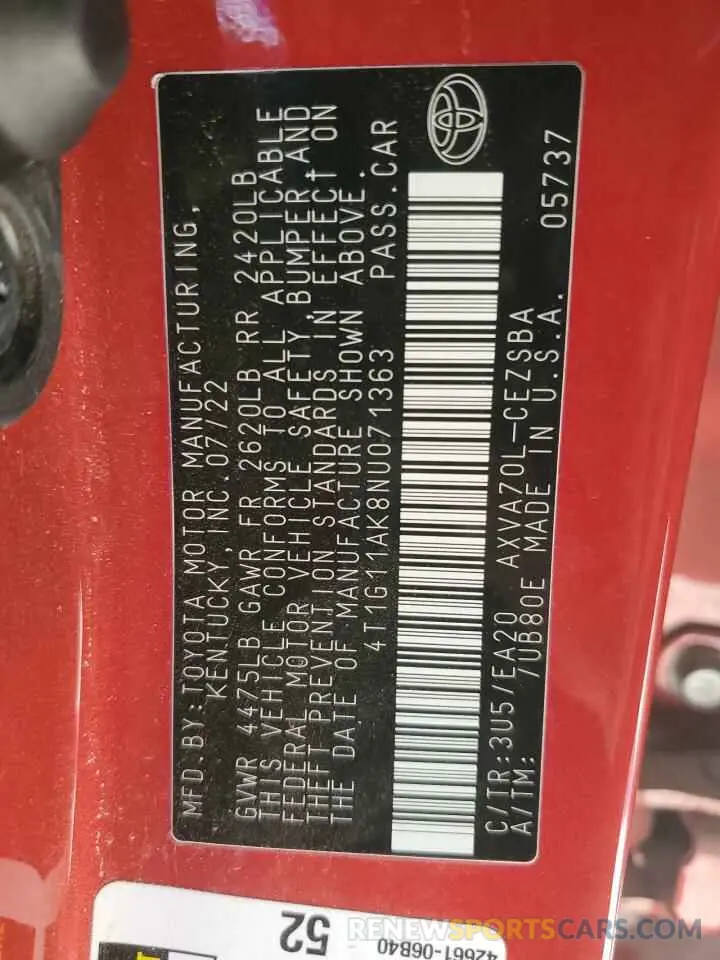 MFD.BY:TOYOTA MOTOR MANUFACTURING,
KENTUCKY,INC. 07/22
GVWR 4475LB GAWR FR 2620LB RR 2420LB
THIS VEHICLE CONFORMS TO ALL APPLICABLE
FEDERAL MOTOR VEHICLE SAFETY, BUMPER,AND
THEFT PREVENTION STANDARDS IN EFFECT ON
THE DATE OF MANUFACTURE SHOWN ABOVE.
4T1G11AK8NU071363 PASS.CAR
C/TR:3U5/EA20 AXVA70L-CEZSBA 05737
A/TM: /UB80E MADE IN U.S.A.
52
42661-06B40
RENEWSPORTSCARS.COM